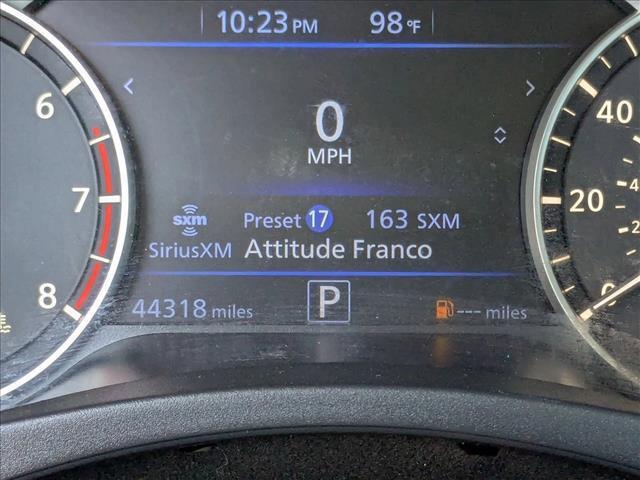 10:23 PM 98 °F
0
MPH
sxm Preset 17 163 SXM
SiriusXM Attitude Franco
44318 miles P --- miles
6
7
8
40
20
0